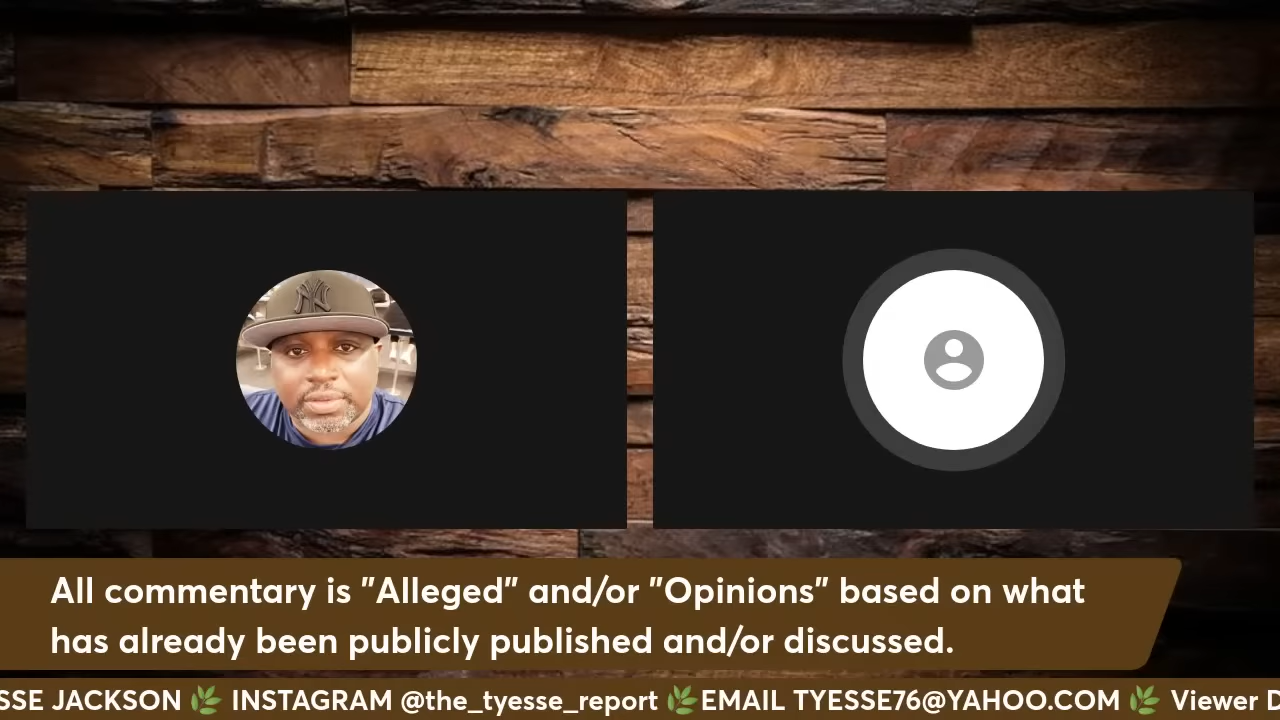 NY
All commentary is "Alleged" and/or "Opinions" based on what
has already been publicly published and/or discussed.
SSE JACKSON 🌿 INSTAGRAM @the_tyesse_report 🌿EMAIL TYESSE76@YAHOO.COM 🌿 Viewer D